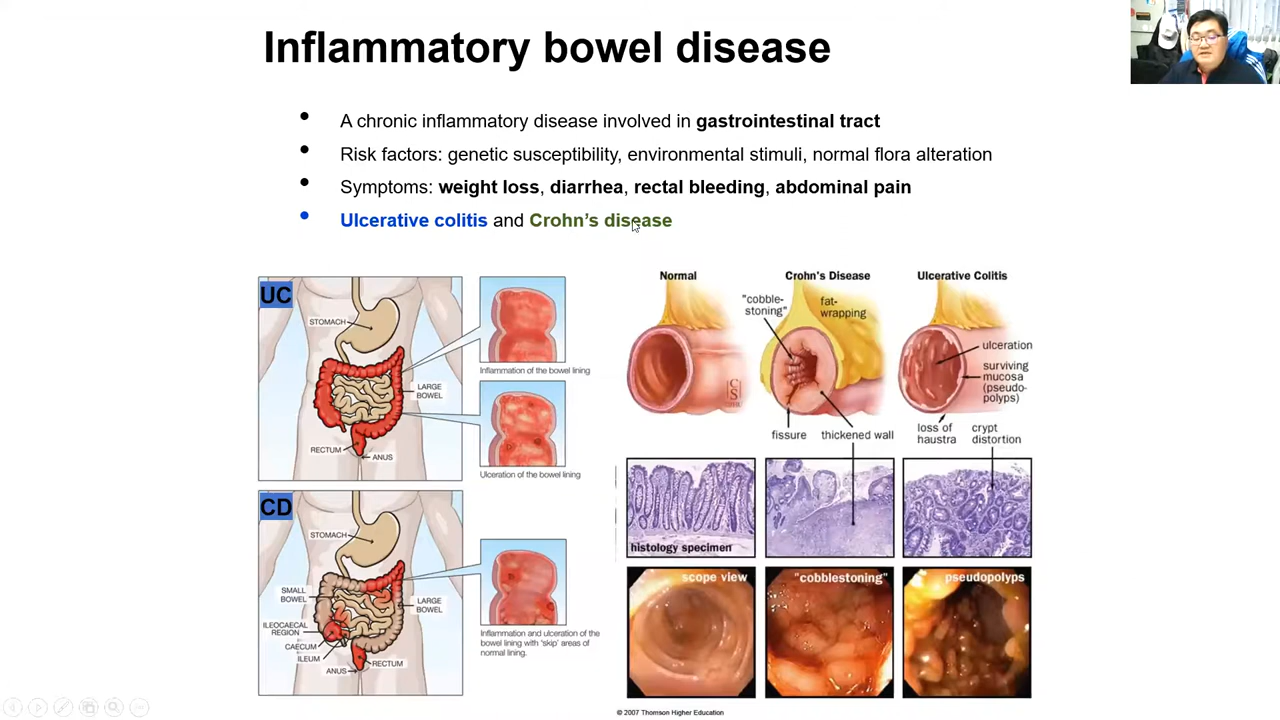 Inflammatory bowel disease
• A chronic inflammatory disease involved in gastrointestinal tract
• Risk factors: genetic susceptibility, environmental stimuli, normal flora alteration
• Symptoms: weight loss, diarrhea, rectal bleeding, abdominal pain
• Ulcerative colitis and Crohn's disease
UC
STOMACH
LARGE
BOWEL
RECTUM
ANUS
Inflammation of the bowel lining
Ulceration of the bowel lining
CD
STOMACH
SMALL
BOWEL
LARGE
BOWEL
ILEOCAECAL
REGION
CAECUM
ILEUM
ANUS
RECTUM
Inflammation and ulceration of the
bowel lining with 'skip' areas of
normal lining.
Normal
Crohn's Disease
Ulcerative Colitis
"cobble-
stoning"
fat-
wrapping
fissure
thickened wall
ulceration
surviving
mucosa
(pseudo-
polyps)
loss of
haustra
crypt
distortion
histology specimen
scope view
"cobblestoning"
pseudopolyps
© 2007 Thomson Higher Education